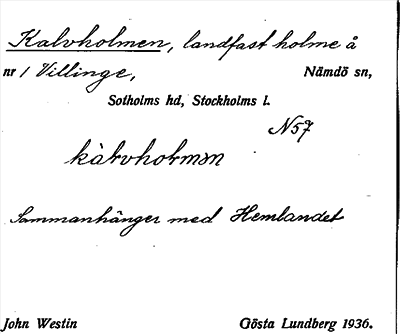 Kalvholmen, landfast holme å
nr 1 Villinge, Nämdö sn,
Sotholms hd, Stockholms l.
N57
kàlvholmən
Sammanhänger med Hemlandet
John Westin Gösta Lundberg 1936.